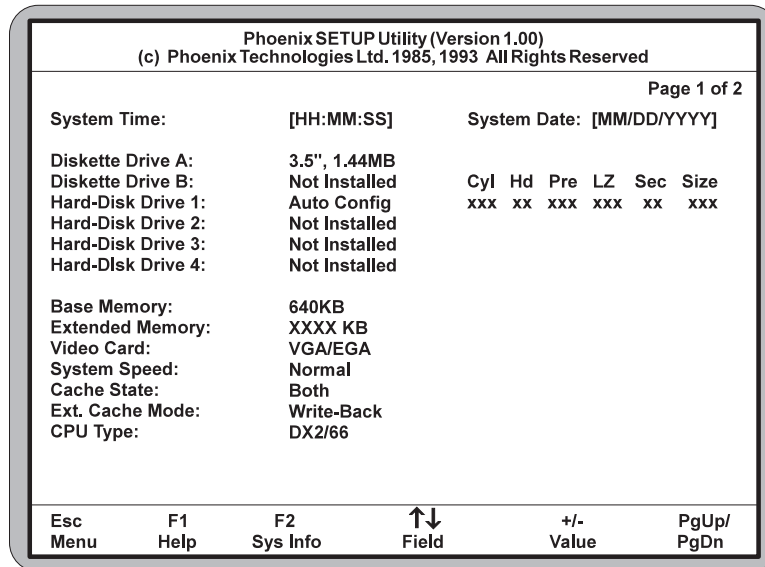 Phoenix SETUP Utility (Version 1.00)
(c) Phoenix Technologies Ltd. 1985, 1993 All Rights Reserved
Page 1 of 2
System Time: [HH:MM:SS] System Date: [MM/DD/YYYY]
Diskette Drive A: 3.5", 1.44MB
Diskette Drive B: Not Installed Cyl Hd Pre LZ Sec Size
Hard-Disk Drive 1: Auto Config xxx xx xxx xxx xx xxx
Hard-Disk Drive 2: Not Installed
Hard-Disk Drive 3: Not Installed
Hard-DIsk Drive 4: Not Installed
Base Memory: 640KB
Extended Memory: XXXX KB
Video Card: VGA/EGA
System Speed: Normal
Cache State: Both
Ext. Cache Mode: Write-Back
CPU Type: DX2/66
Esc F1 F2 ↑↓ +/- PgUp/
Menu Help Sys Info Field Value PgDn